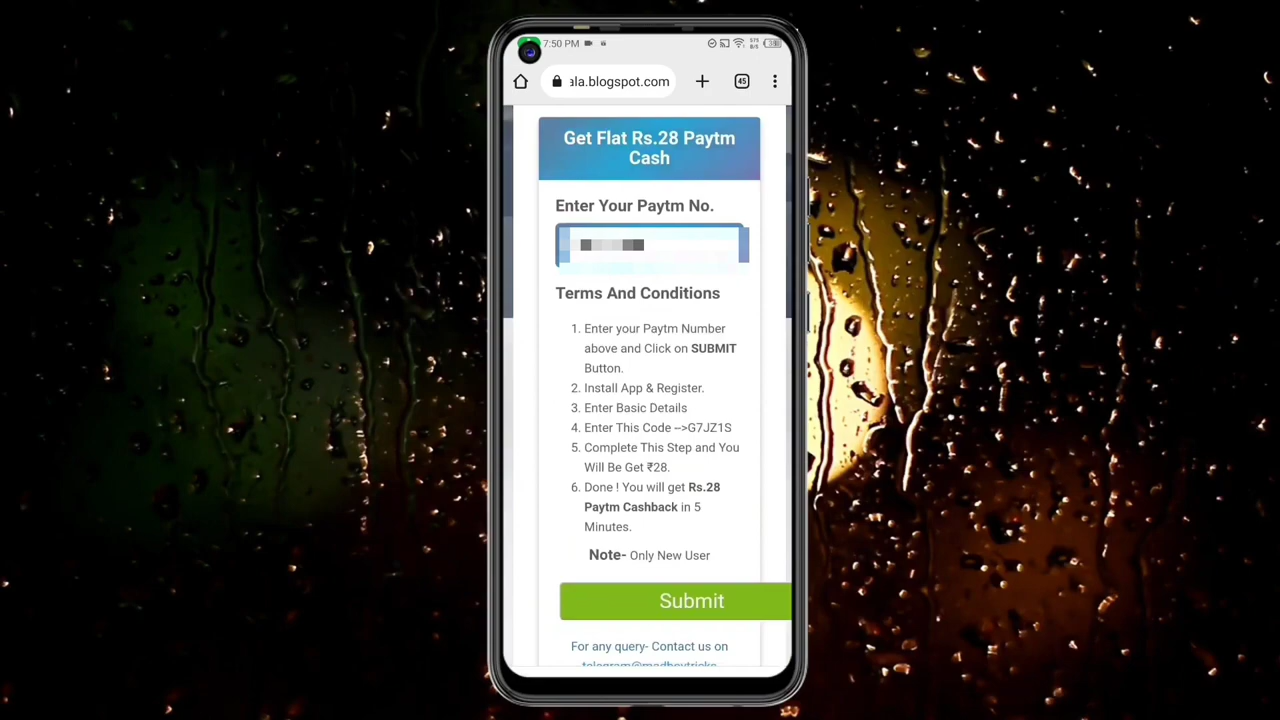 7:50 PM
ala.blogspot.com
45
Get Flat Rs.28 Paytm
Cash
Enter Your Paytm No.
Terms And Conditions
1. Enter your Paytm Number
above and Click on SUBMIT
Button.
2. Install App & Register.
3. Enter Basic Details
4. Enter This Code -->G7JZ1S
5. Complete This Step and You
Will Be Get ₹28.
6. Done ! You will get Rs.28
Paytm Cashback in 5
Minutes.
Note- Only New User
Submit
For any query- Contact us on